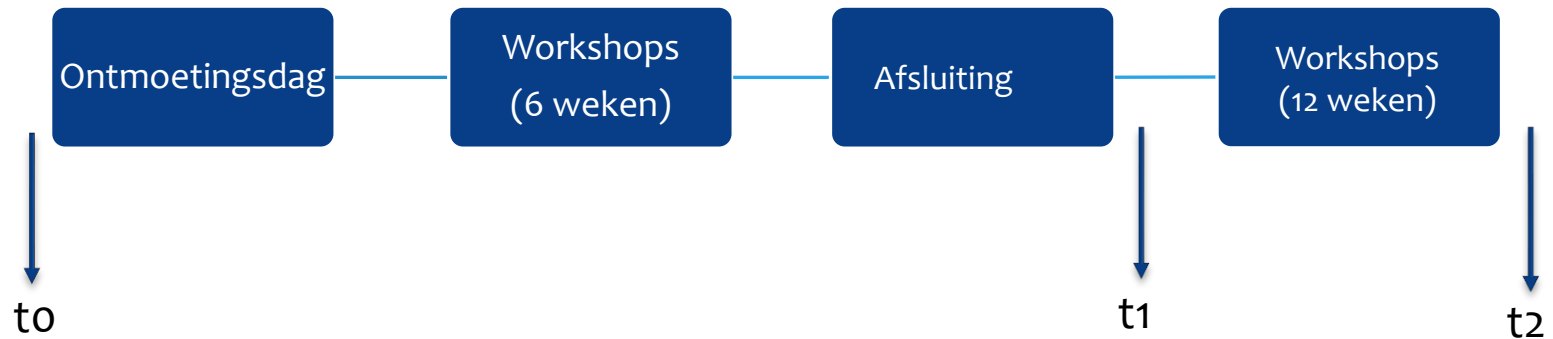 Ontmoetingsdag
Workshops
(6 weken)
Afsluiting
Workshops
(12 weken)
t0
t1
t2